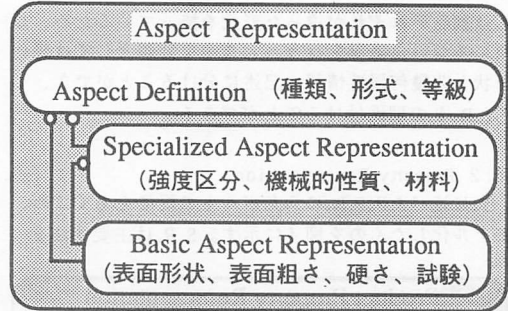 Aspect Representation
Aspect Definition (種類、形式、等級)
Specialized Aspect Representation
(強度区分、機械的性質、材料)
Basic Aspect Representation
(表面形状、表面粗さ、硬さ、試験)